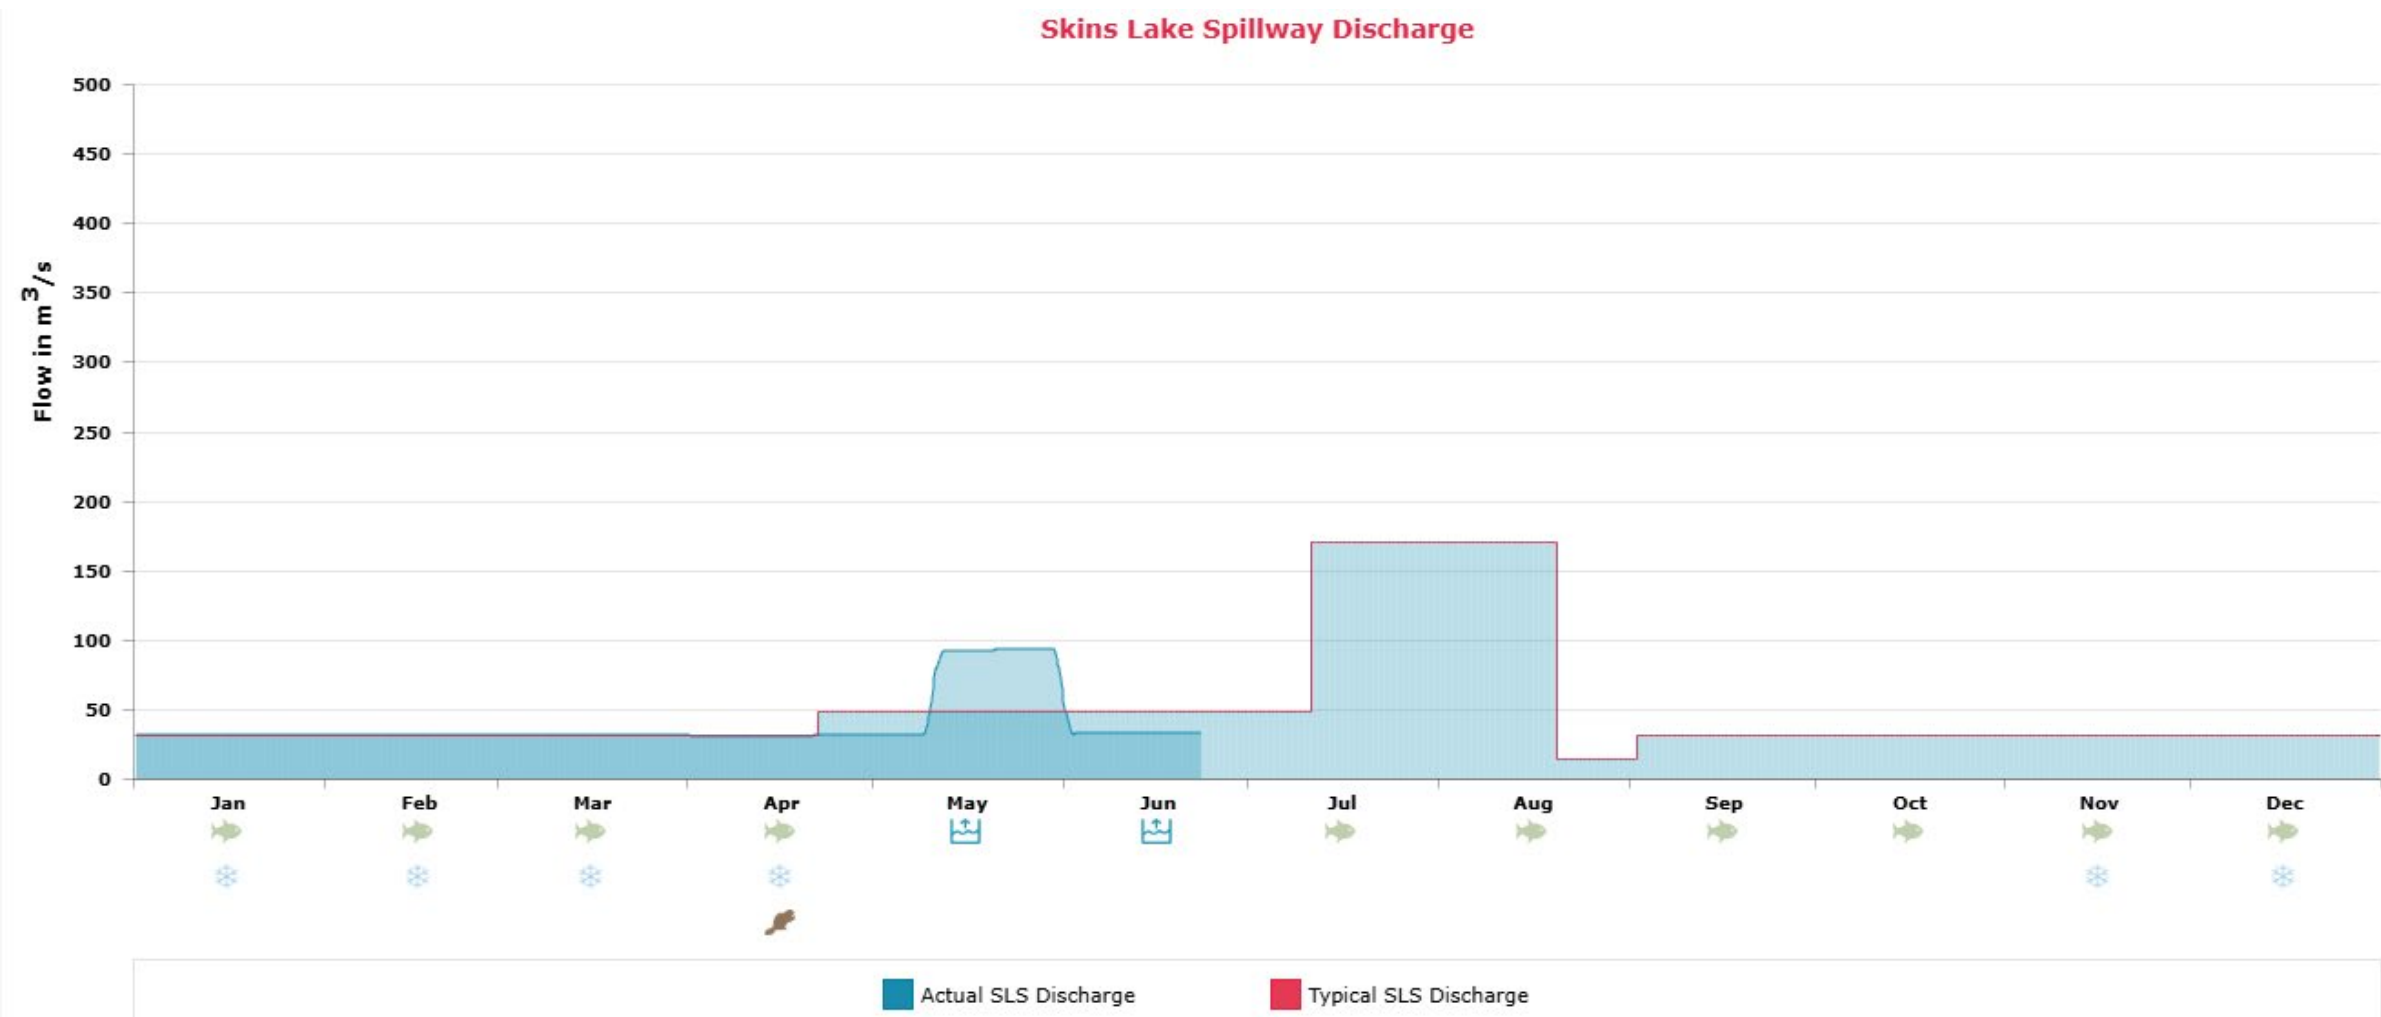 Skins Lake Spillway Discharge
Flow in m3/s
500
450
400
350
300
250
200
150
100
50
0
Jan Feb Mar Apr May Jun Jul Aug Sep Oct Nov Dec
Actual SLS Discharge Typical SLS Discharge